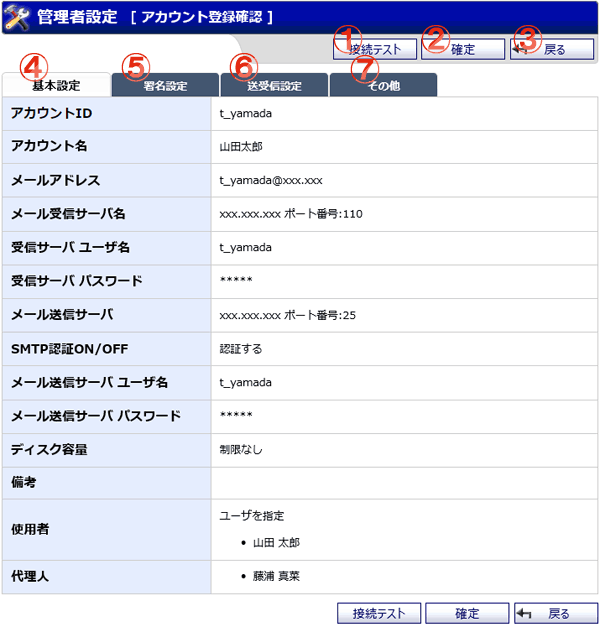 管理者設定 [ アカウント登録確認 ]
① 接続テスト ② 確定 ③ 戻る
④ 基本設定 ⑤ 署名設定 ⑥ 送受信設定 ⑦ その他
アカウントID t_yamada
アカウント名 山田太郎
メールアドレス t_yamada@xxx.xxx
メール受信サーバ名 xxx.xxx.xxx ポート番号:110
受信サーバ ユーザ名 t_yamada
受信サーバ パスワード *****
メール送信サーバ xxx.xxx.xxx ポート番号:25
SMTP認証ON/OFF 認証する
メール送信サーバ ユーザ名 t_yamada
メール送信サーバ パスワード *****
ディスク容量 制限なし
備考
使用者 ユーザを指定
• 山田 太郎
代理人 • 藤浦 真菜
接続テスト 確定 戻る